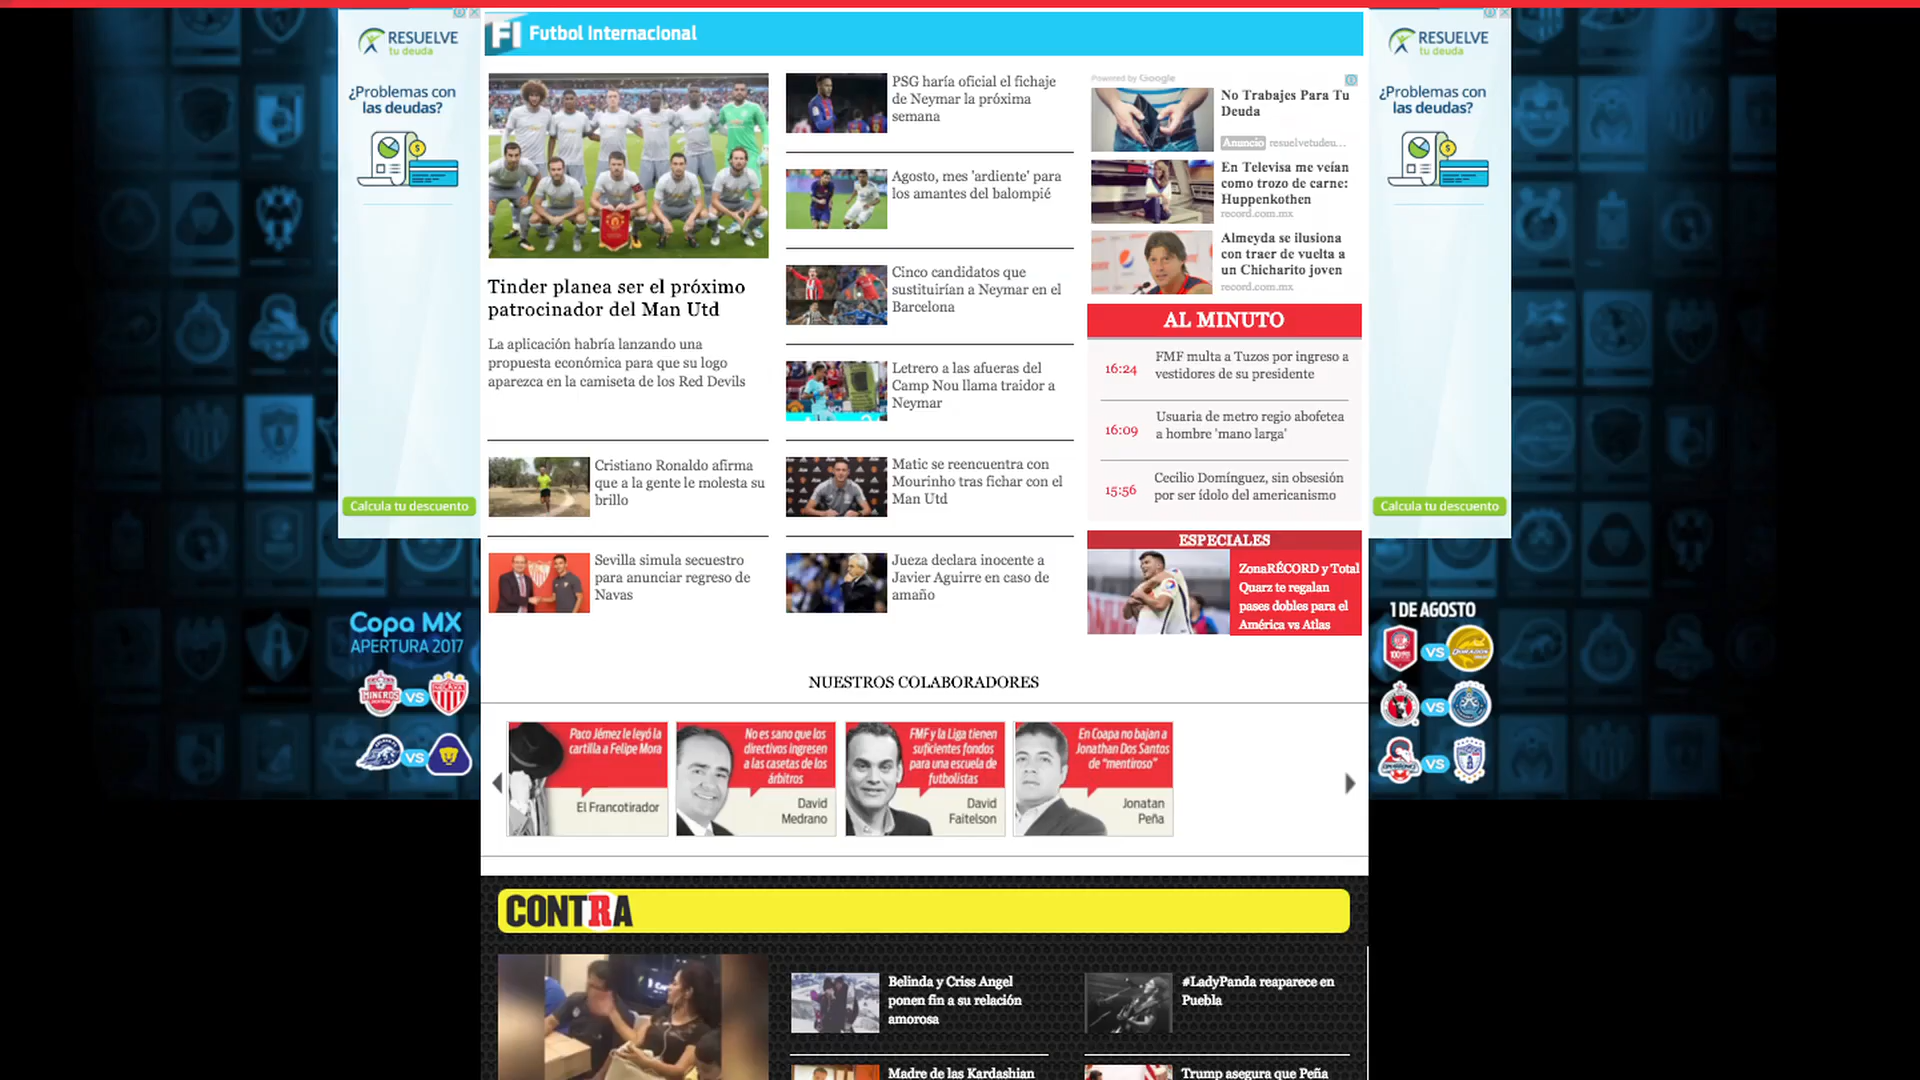 RESUELVE
tu deuda
¿Problemas con
las deudas?
Calcula tu descuento
Copa MX
APERTURA 2017
MINEROS
VS
NECAXA
VS
FI Futbol Internacional
Tinder planea ser el próximo
patrocinador del Man Utd
La aplicación habría lanzando una
propuesta económica para que su logo
aparezca en la camiseta de los Red Devils
Cristiano Ronaldo afirma
que a la gente le molesta su
brillo
Sevilla simula secuestro
para anunciar regreso de
Navas
PSG haría oficial el fichaje
de Neymar la próxima
semana
Agosto, mes 'ardiente' para
los amantes del balompié
Cinco candidatos que
sustituirían a Neymar en el
Barcelona
Letrero a las afueras del
Camp Nou llama traidor a
Neymar
Matic se reencuentra con
Mourinho tras fichar con el
Man Utd
Jueza declara inocente a
Javier Aguirre en caso de
amaño
Powered by Google
No Trabajes Para Tu
Deuda
Anuncio resuelvetudeu...
En Televisa me veían
como trozo de carne:
Huppenkothen
record.com.mx
Almeyda se ilusiona
con traer de vuelta a
un Chicharito joven
record.com.mx
AL MINUTO
16:24
FMF multa a Tuzos por ingreso a
vestidores de su presidente
16:09
Usuaria de metro regio abofetea
a hombre 'mano larga'
15:56
Cecilio Domínguez, sin obsesión
por ser ídolo del americanismo
ESPECIALES
ZonaRÉCORD y Total
Quarz te regalan
pases dobles para el
América vs Atlas
RESUELVE
tu deuda
¿Problemas con
las deudas?
Calcula tu descuento
1 DE AGOSTO
VS
VS
VS
NUESTROS COLABORADORES
Paco Jémez le leyó la
cartilla a Felipe Mora
El Francotirador
No es sano que los
directivos ingresen
a las casetas de los
árbitros
David
Medrano
FMF y la Liga tienen
suficientes fondos
para una escuela de
futbolistas
David
Faitelson
En Coapa no bajan a
Jonathan Dos Santos
de "mentiroso"
Jonatan
Peña
CONTRA
Belinda y Criss Angel
ponen fin a su relación
amorosa
Madre de las Kardashian
#LadyPanda reaparece en
Puebla
Trump asegura que Peña